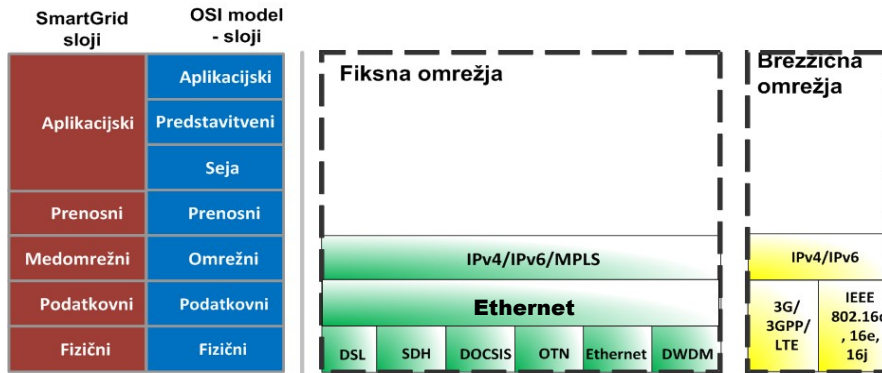 SmartGrid
sloji
OSI model
- sloji
Aplikacijski
Prenosni
Medomrežni
Podatkovni
Fizični
Aplikacijski
Predstavitveni
Seja
Prenosni
Omrežni
Podatkovni
Fizični
Fiksna omrežja
IPv4/IPv6/MPLS
Ethernet
DSL
SDH
DOCSIS
OTN
Ethernet
DWDM
Brezžična
omrežja
IPv4/IPv6
3G/
3GPP/
LTE
IEEE
802.16d
, 16e,
16j